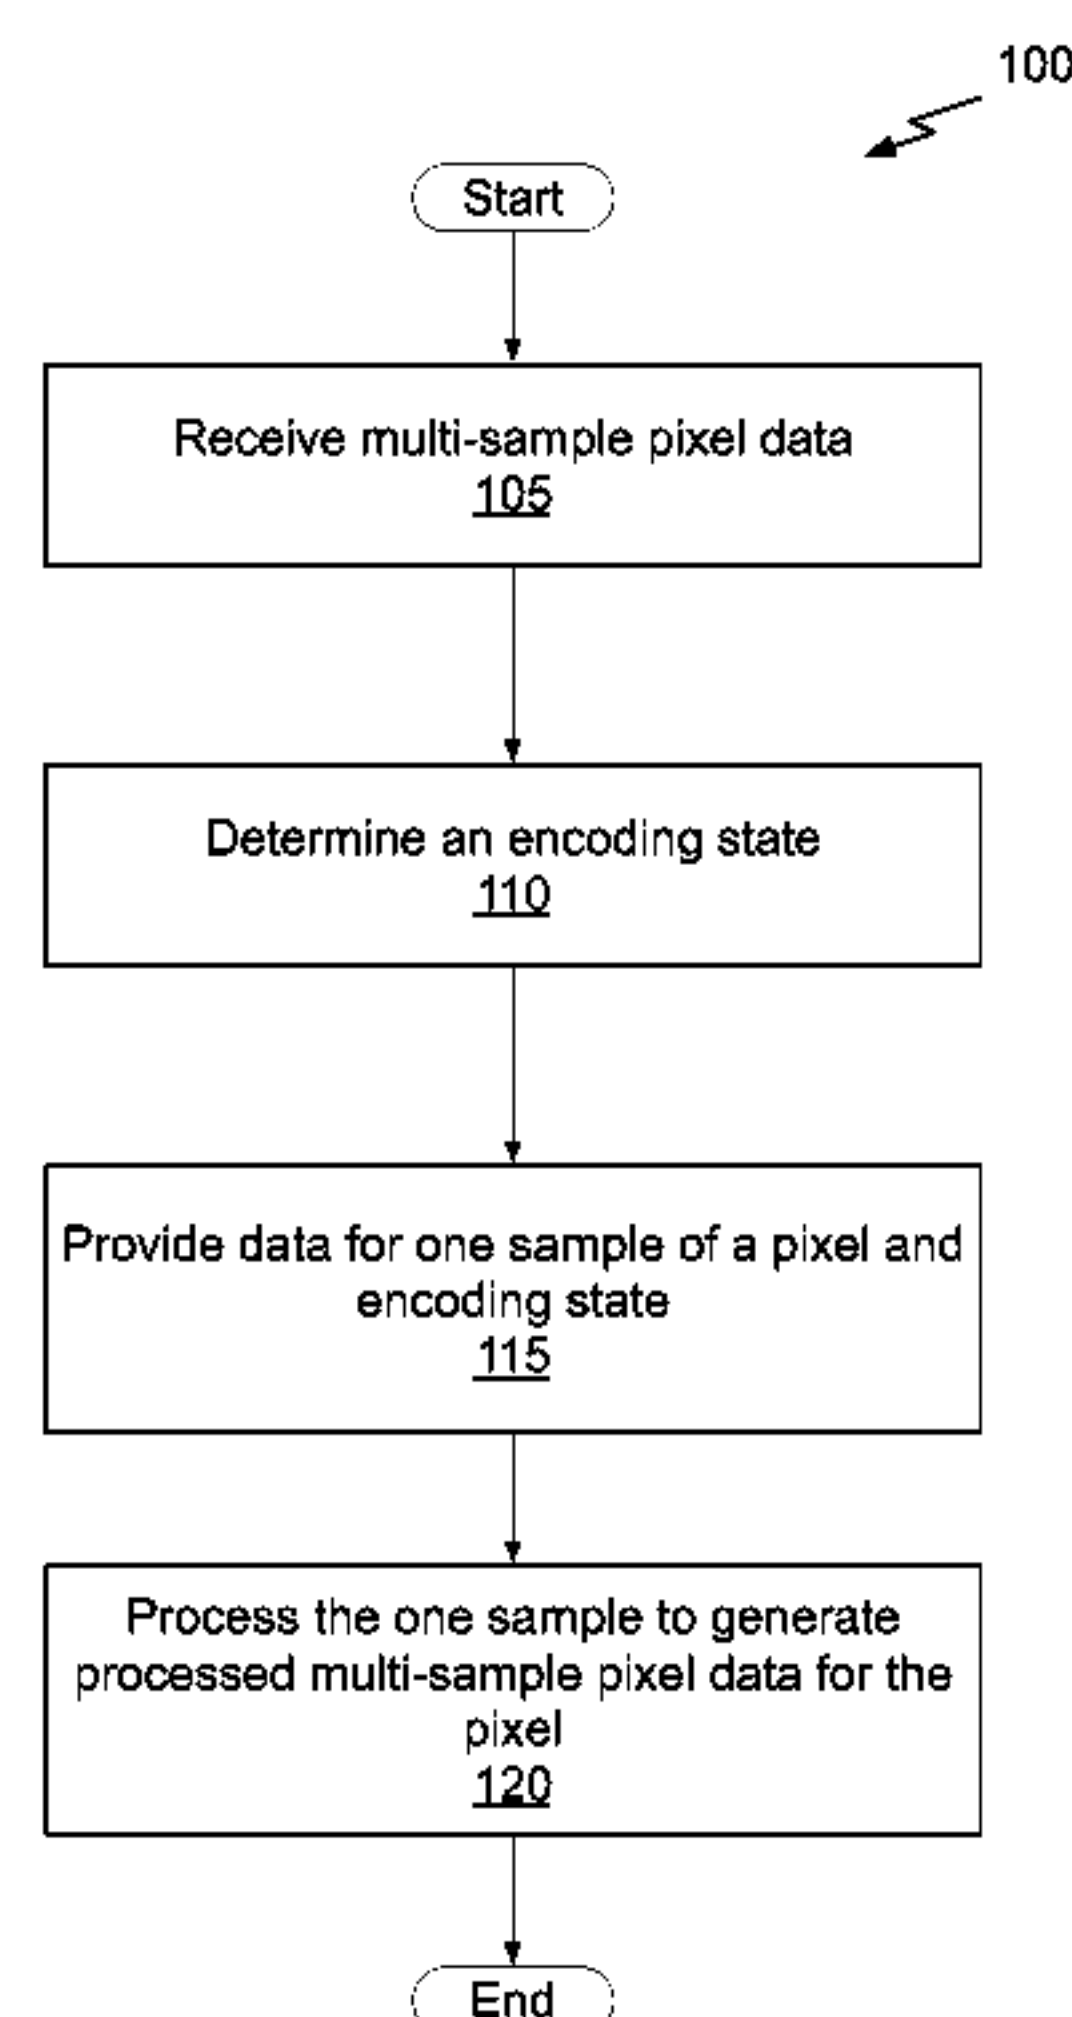 100
Start
Receive multi-sample pixel data
105
Determine an encoding state
110
Provide data for one sample of a pixel and
encoding state
115
Process the one sample to generate
processed multi-sample pixel data for the
pixel
120
End